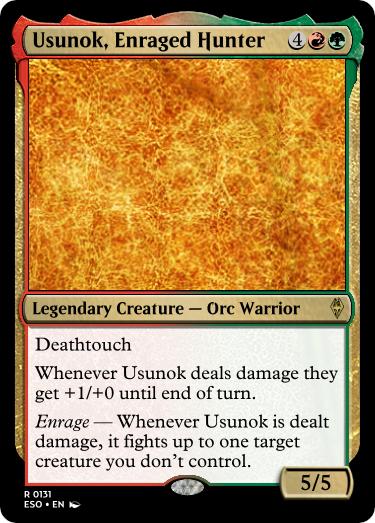 Usunok, Enraged Hunter 4
Legendary Creature — Orc Warrior
Deathtouch
Whenever Usunok deals damage they
get +1/+0 until end of turn.
Enrage — Whenever Usunok is dealt
damage, it fights up to one target
creature you don't control.
5/5
R 0131
ESO • EN